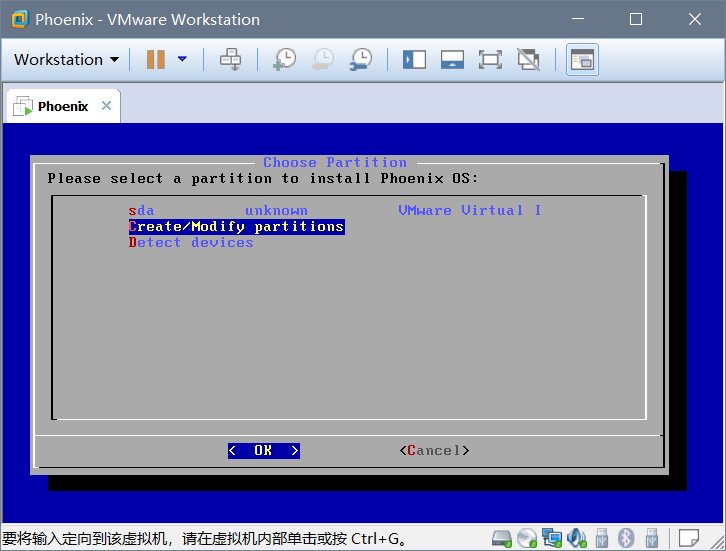 Phoenix - VMware Workstation
Workstation
Phoenix
Choose Partition
Please select a partition to install Phoenix OS:
sda unknown VMware Virtual I
Create/Modify partitions
Detect devices
< OK > <Cancel>
要将输入定向到该虚拟机，请在虚拟机内部单击或按 Ctrl+G。